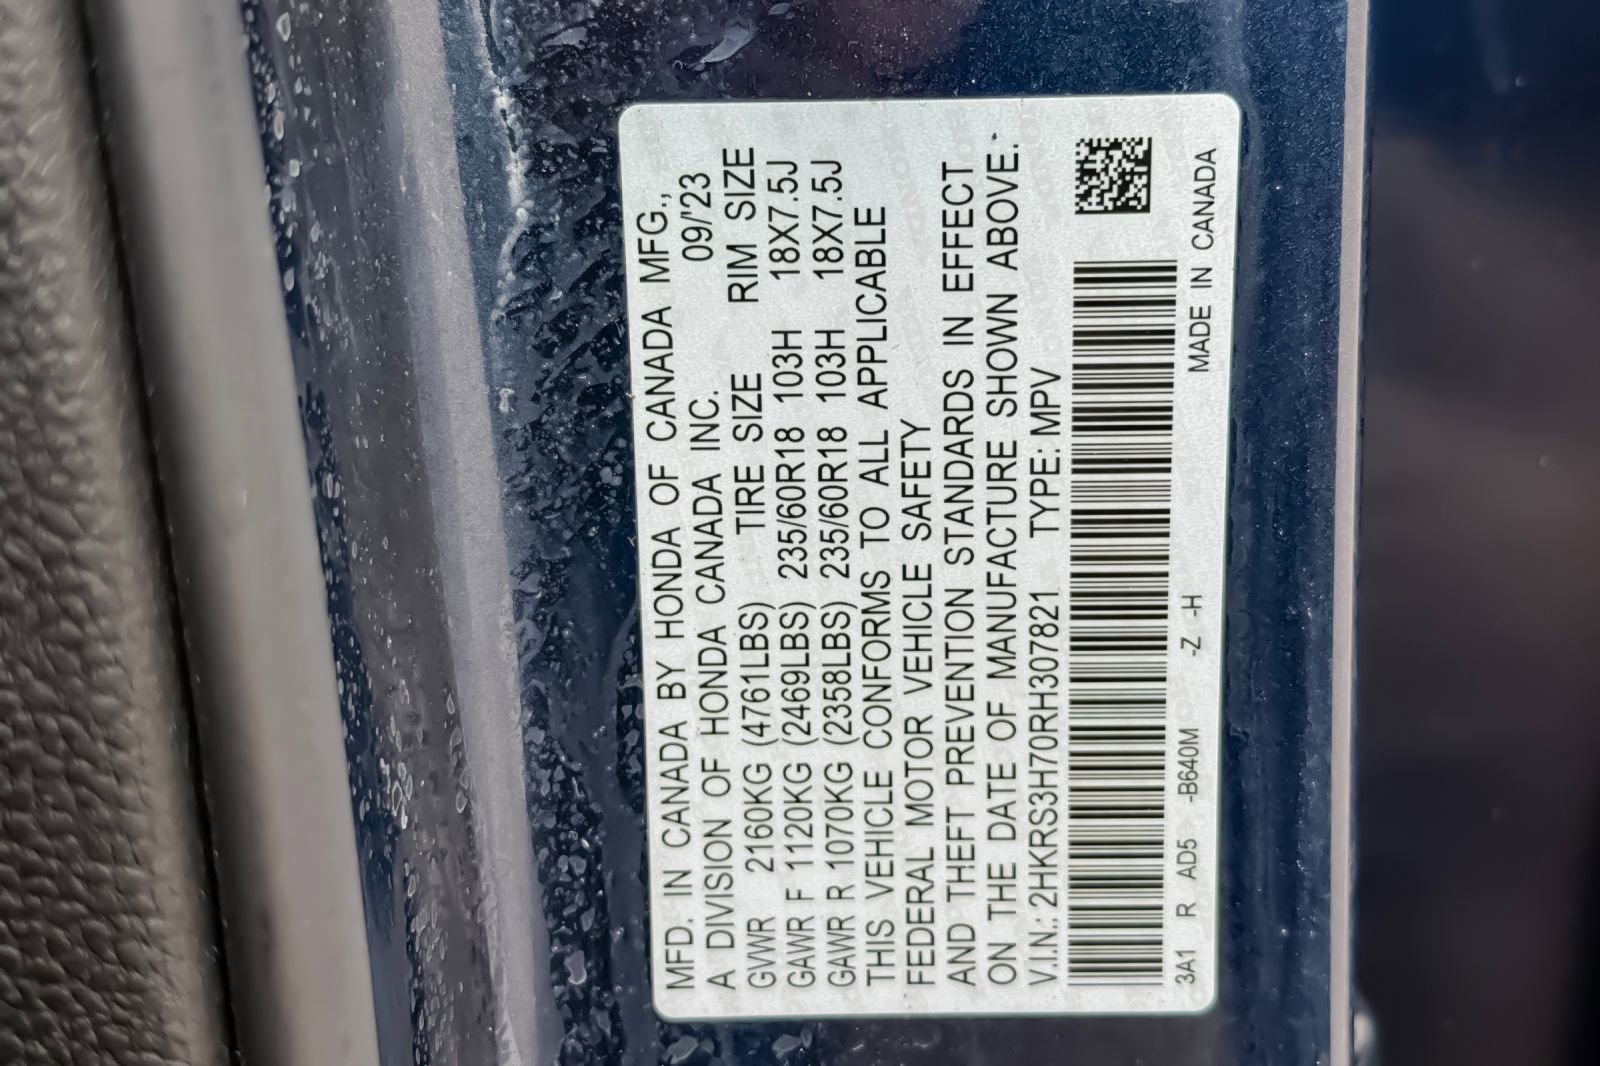 MFD. IN CANADA BY HONDA OF CANADA MFG.,
A DIVISION OF HONDA CANADA INC. 09/'23
GVWR 2160KG (4761LBS) TIRE SIZE RIM SIZE
GAWR F 1120KG (2469LBS) 235/60R18 103H 18X7.5J
GAWR R 1070KG (2358LBS) 235/60R18 103H 18X7.5J
THIS VEHICLE CONFORMS TO ALL APPLICABLE
FEDERAL MOTOR VEHICLE SAFETY
AND THEFT PREVENTION STANDARDS IN EFFECT
ON THE DATE OF MANUFACTURE SHOWN ABOVE.
V.I.N.: 2HKRS3H70RH307821 TYPE: MPV
3A1 R AD5 -B640M -Z -H MADE IN CANADA